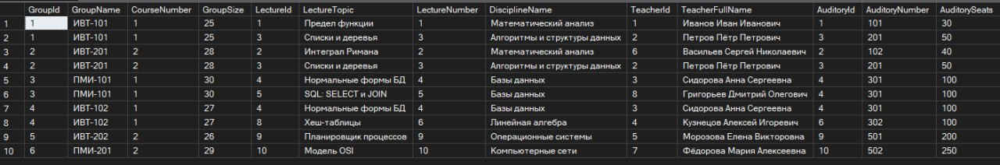 GroupId GroupName CourseNumber GroupSize LectureId LectureTopic LectureNumber DisciplineName TeacherId TeacherFullName AuditoryId AuditoryNumber AuditorySeats
1 1 ИВТ-101 1 25 1 Предел функции 1 Математический анализ 1 Иванов Иван Иванович 1 101 30
2 1 ИВТ-101 1 25 3 Списки и деревья 3 Алгоритмы и структуры данных 2 Петров Пётр Петрович 3 201 50
3 2 ИВТ-201 2 28 2 Интеграл Римана 2 Математический анализ 6 Васильев Сергей Николаевич 2 102 40
4 2 ИВТ-201 2 28 3 Списки и деревья 3 Алгоритмы и структуры данных 2 Петров Пётр Петрович 3 201 50
5 3 ПМИ-101 1 30 4 Нормальные формы БД 4 Базы данных 3 Сидорова Анна Сергеевна 4 301 100
6 3 ПМИ-101 1 30 5 SQL: SELECT и JOIN 5 Базы данных 8 Григорьев Дмитрий Олегович 4 301 100
7 4 ИВТ-102 1 27 4 Нормальные формы БД 4 Базы данных 3 Сидорова Анна Сергеевна 4 301 100
8 4 ИВТ-102 1 27 8 Хеш-таблицы 6 Линейная алгебра 4 Кузнецов Алексей Игоревич 6 302 100
9 5 ИВТ-202 2 26 9 Планировщик процессов 9 Операционные системы 5 Морозова Елена Викторовна 9 501 200
10 6 ПМИ-201 2 29 10 Модель OSI 10 Компьютерные сети 7 Фёдорова Мария Алексеевна 10 502 250